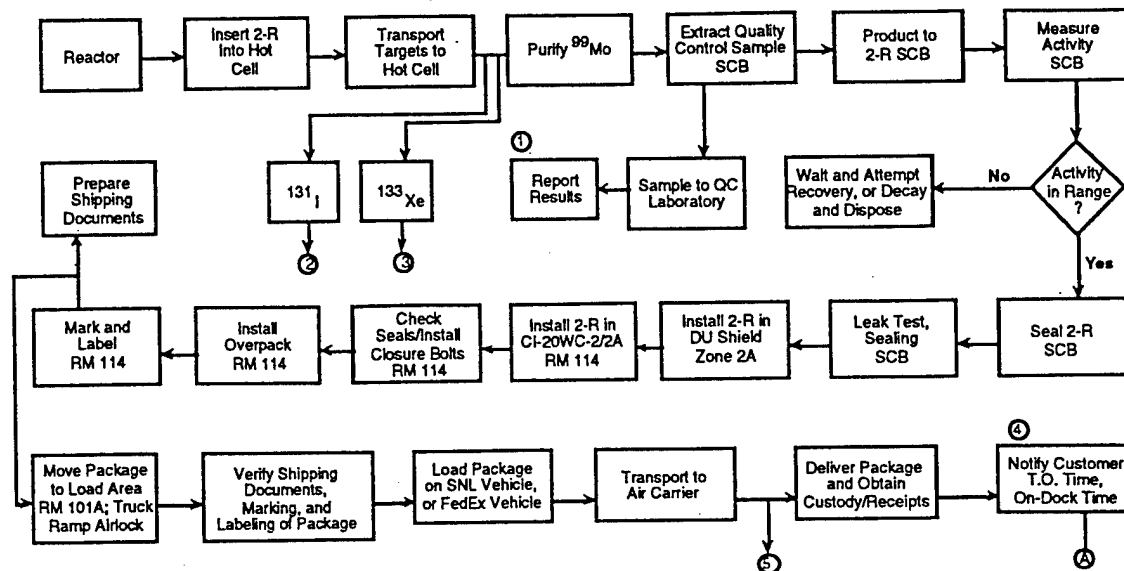 Reactor
Insert 2-R
Into Hot
Cell
Transport
Targets to
Hot Cell
Purify 99Mo
Extract Quality
Control Sample
SCB
Product to
2-R SCB
Measure
Activity
SCB
131I
133Xe
1
Report
Results
Sample to QC
Laboratory
Wait and Attempt
Recovery, or Decay
and Dispose
No
Activity
in Range
?
Yes
2
3
Prepare
Shipping
Documents
Mark and
Label
RM 114
Install
Overpack
RM 114
Check
Seals/Install
Closure Bolts
RM 114
Install 2-R in
CI-20WC-2/2A
RM 114
Install 2-R in
DU Shield
Zone 2A
Leak Test,
Sealing
SCB
Seal 2-R
SCB
Move Package
to Load Area
RM 101A; Truck
Ramp Airlock
Verify Shipping
Documents,
Marking, and
Labeling of Package
Load Package
on SNL Vehicle,
or FedEx Vehicle
Transport to
Air Carrier
5
Deliver Package
and Obtain
Custody/Receipts
4
Notify Customer
T.O. Time,
On-Dock Time
A